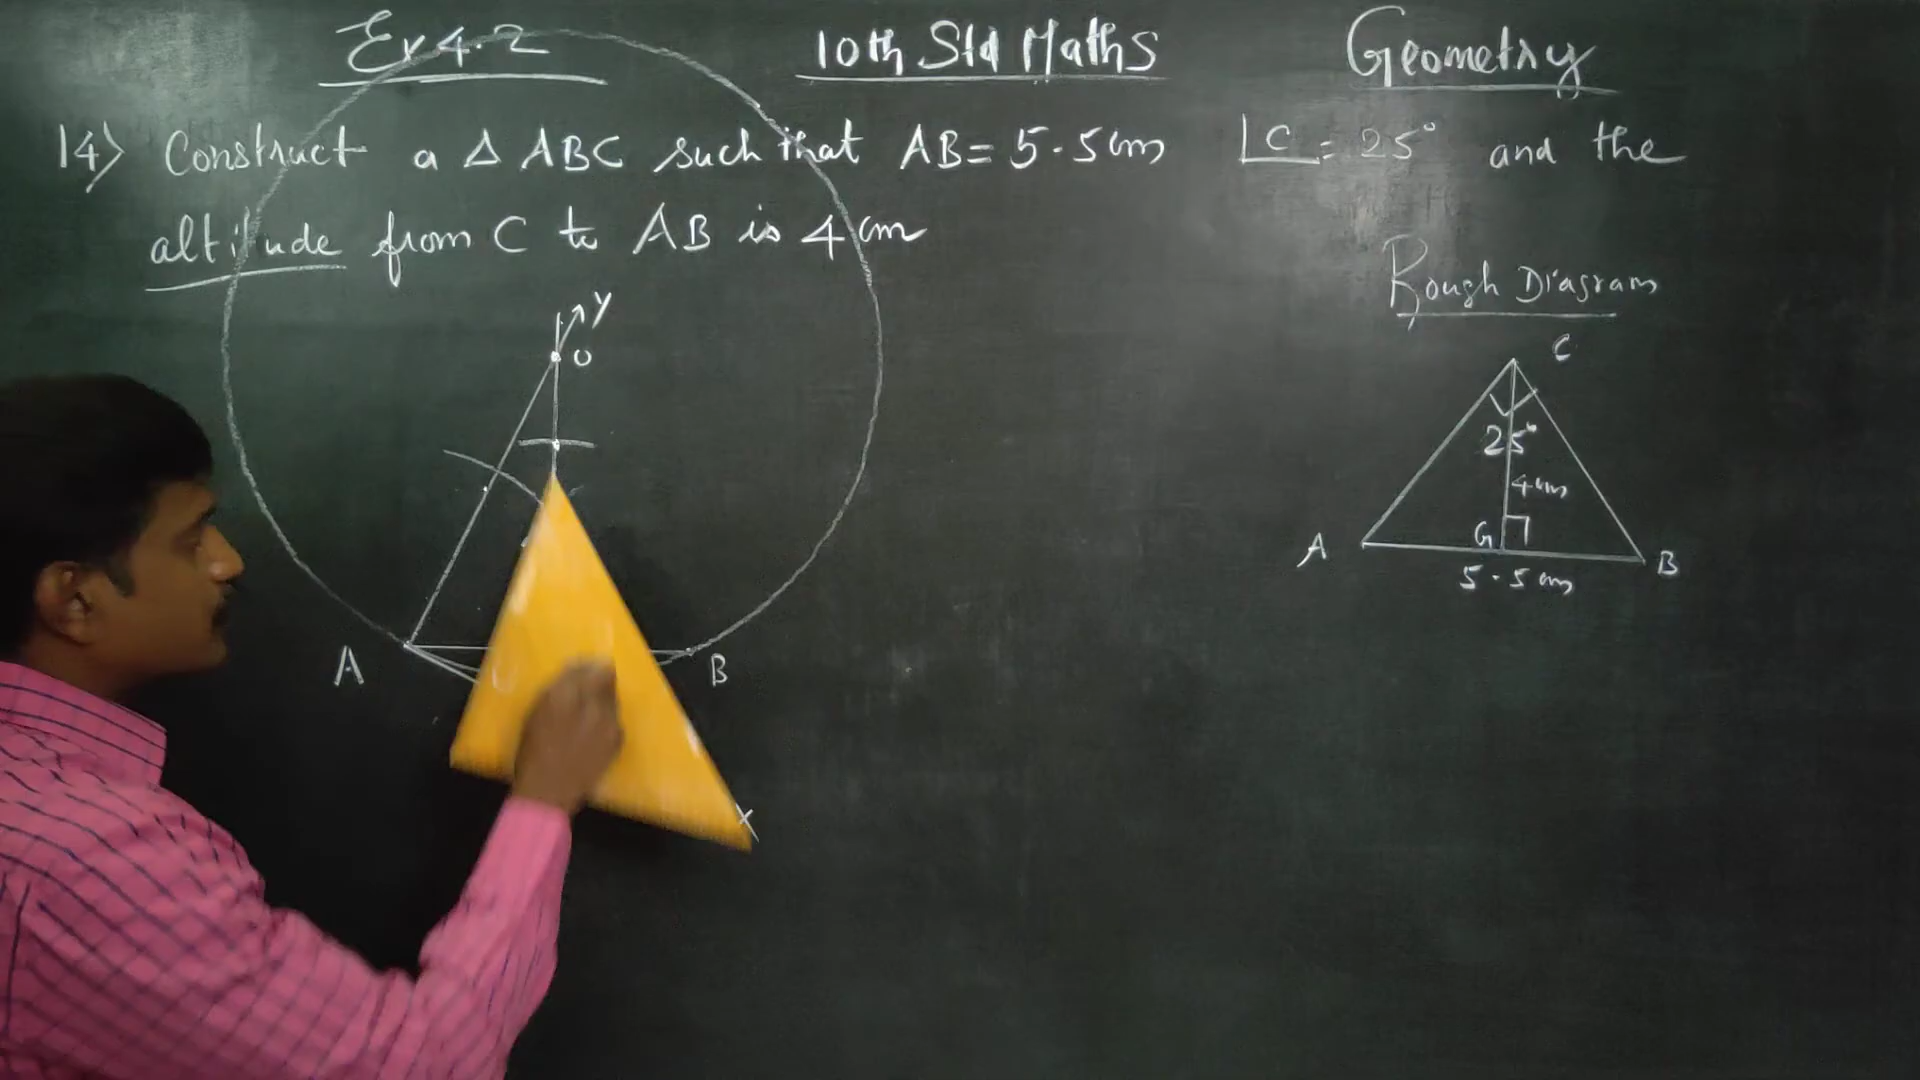 Ex 4.2 10th Std Maths Geometry
14) Construct a Δ ABC such that AB = 5.5cm ∠C = 25° and the
altitude from C to AB is 4cm
Rough Diagram
Y
O
C
25°
4cm
G
A
B
5.5cm
A
B
X